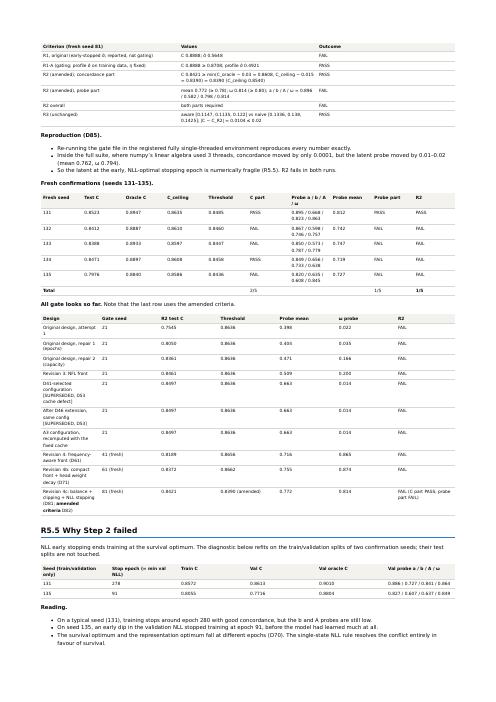 Criterion (fresh seed 81) Values Outcome
R1, original (early-stopped σ̂; reported, not gating) C 0.8888; σ̂ 0.5648 FAIL
R1-A (gating; profile σ̂ on training data, η fixed) C 0.8888 ≥ 0.8708; profile σ̂ 0.4921 PASS
R2 (amended), concordance part C 0.8421 ≥ min(C_oracle − 0.03 = 0.8608, C_ceiling − 0.015 PASS
= 0.8390) = 0.8390 (C_ceiling 0.8540)
R2 (amended), probe part mean 0.772 (≥ 0.78); ω 0.814 (≥ 0.80); a / b / A / ω = 0.896 FAIL
/ 0.582 / 0.798 / 0.814
R2 overall both parts required FAIL
R3 (unchanged) aware [0.1147, 0.1135, 0.122] vs naive [0.1336, 0.138, PASS
0.1425]; |C − C_R2| = 0.0104 ≤ 0.02
Reproduction (D85).
• Re-running the gate file in the registered fully single-threaded environment reproduces every number exactly.
• Inside the full suite, where numpy's linear algebra used 3 threads, concordance moved by only 0.0001, but the latent probe moved by 0.01–0.02
(mean 0.762, ω 0.794).
• So the latent at the early, NLL-optimal stopping epoch is numerically fragile (R2.4). R2 fails in both runs.
Fresh confirmations (seeds 131–135).
Fresh seed Test C Oracle C C_ceiling Threshold C part Probe a / b / A Probe mean Probe part R2
/ ω
131 0.8523 0.8947 0.8635 0.8485 PASS 0.895 / 0.668 / 0.812 PASS PASS
0.823 / 0.863
132 0.8412 0.8887 0.8610 0.8460 FAIL 0.867 / 0.598 / 0.742 FAIL FAIL
0.746 / 0.757
133 0.8388 0.8933 0.8597 0.8447 FAIL 0.850 / 0.573 / 0.747 FAIL FAIL
0.787 / 0.779
134 0.8471 0.8897 0.8608 0.8458 PASS 0.849 / 0.656 / 0.719 FAIL FAIL
0.733 / 0.638
135 0.7976 0.8840 0.8586 0.8436 FAIL 0.820 / 0.635 / 0.727 FAIL FAIL
0.608 / 0.845
Total 2/5 1/5 1/5
All gate looks so far. Note that the last row uses the amended criteria.
Design Gate seed R2 test C Threshold Probe mean ω probe R2
Original design, attempt 21 0.7545 0.8636 0.398 0.022 FAIL
1
Original design, repair 1 21 0.8050 0.8636 0.404 0.035 FAIL
(epochs)
Original design, repair 2 21 0.8361 0.8636 0.471 0.166 FAIL
(capacity)
Revision 3: NFL front 21 0.8461 0.8636 0.509 0.200 FAIL
D41-selected 21 0.8497 0.8636 0.663 0.014 FAIL
configuration
[SUPERSEDED, D53
cache defect]
After D46 extension, 21 0.8497 0.8636 0.663 0.014 FAIL
same config
[SUPERSEDED, D53]
A3 configuration, 21 0.8497 0.8636 0.663 0.014 FAIL
recomputed with the
fixed cache
Revision 4: frequency- 41 (fresh) 0.8189 0.8656 0.716 0.865 FAIL
aware front (D61)
Revision 4b: compact 61 (fresh) 0.8372 0.8662 0.755 0.874 FAIL
front + head weight
decay (D71)
Revision 4c: balance + 81 (fresh) 0.8421 0.8390 (amended) 0.772 0.814 FAIL (C part PASS; probe
clipping + NLL stopping part FAIL)
(D81; amended
criteria D82)
R5.5 Why Step 2 failed
NLL early stopping ends training at the survival optimum. The diagnostic below refits on the train/validation splits of two confirmation seeds; their test
splits are not touched.
Seed (train/validation Stop epoch (= min val Train C Val C Val oracle C Val probe a / b / A / ω
only) NLL)
131 278 0.8572 0.8613 0.9010 0.886 / 0.727 / 0.841 / 0.864
135 91 0.8055 0.7716 0.8804 0.827 / 0.647 / 0.637 / 0.849
Reading.
• On a typical seed (131), training stops around epoch 280 with good concordance, but the b and A probes are still low.
• On seed 135, an early dip in the validation NLL stopped training at epoch 91, before the model had learned much at all.
• The survival optimum and the representation optimum fall at different epochs (D70). The single-state NLL rule resolves the conflict entirely in
favour of survival.